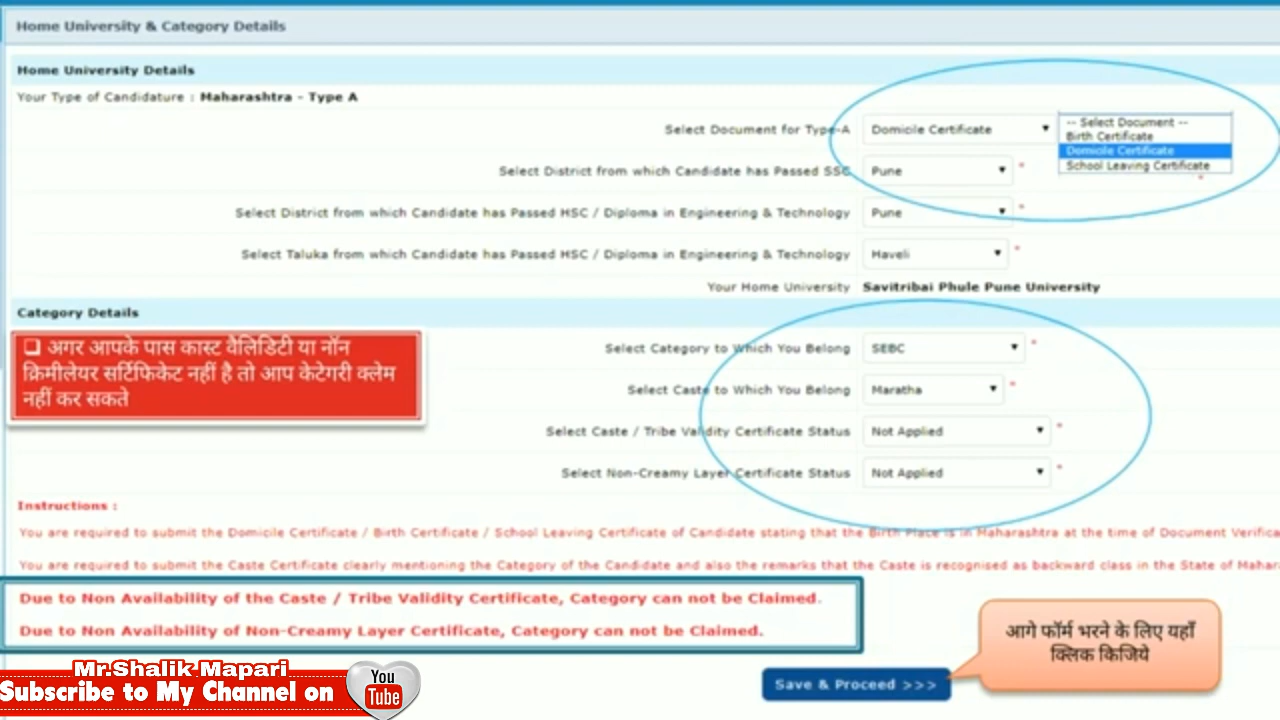 Home University & Category Details
Home University Details
Your Type of Candidature : Maharashtra - Type A
Select Document for Type-A Domicile Certificate
-- Select Document --
Birth Certificate
Domicile Certificate
School Leaving Certificate
Select District from which Candidate has Passed SSC Pune *
Select District from which Candidate has Passed HSC / Diploma in Engineering & Technology Pune *
Select Taluka from which Candidate has Passed HSC / Diploma in Engineering & Technology Haveli *
Your Home University Savitribai Phule Pune University
Category Details
❑ अगर आपके पास कास्ट वैलिडिटी या नॉन
क्रिमीलेयर सर्टिफिकेट नहीं है तो आप केटेगरी क्लेम
नहीं कर सकते
Select Category to Which You Belong SEBC *
Select Caste to Which You Belong Maratha *
Select Caste / Tribe Validity Certificate Status Not Applied *
Select Non-Creamy Layer Certificate Status Not Applied *
Instructions :
You are required to submit the Domicile Certificate / Birth Certificate / School Leaving Certificate of Candidate stating that the Birth Place is in Maharashtra at the time of Document Verifica
You are required to submit the Caste Certificate clearly mentioning the Category of the Candidate and also the remarks that the Caste is recognised as backward class in the State of Mahar
Due to Non Availability of the Caste / Tribe Validity Certificate, Category can not be Claimed.
Due to Non Availability of Non-Creamy Layer Certificate, Category can not be Claimed.
आगे फॉर्म भरने के लिए यहाँ
क्लिक किजिये
Save & Proceed >>>
Mr.Shalik Mapari
Subscribe to My Channel on
You
Tube